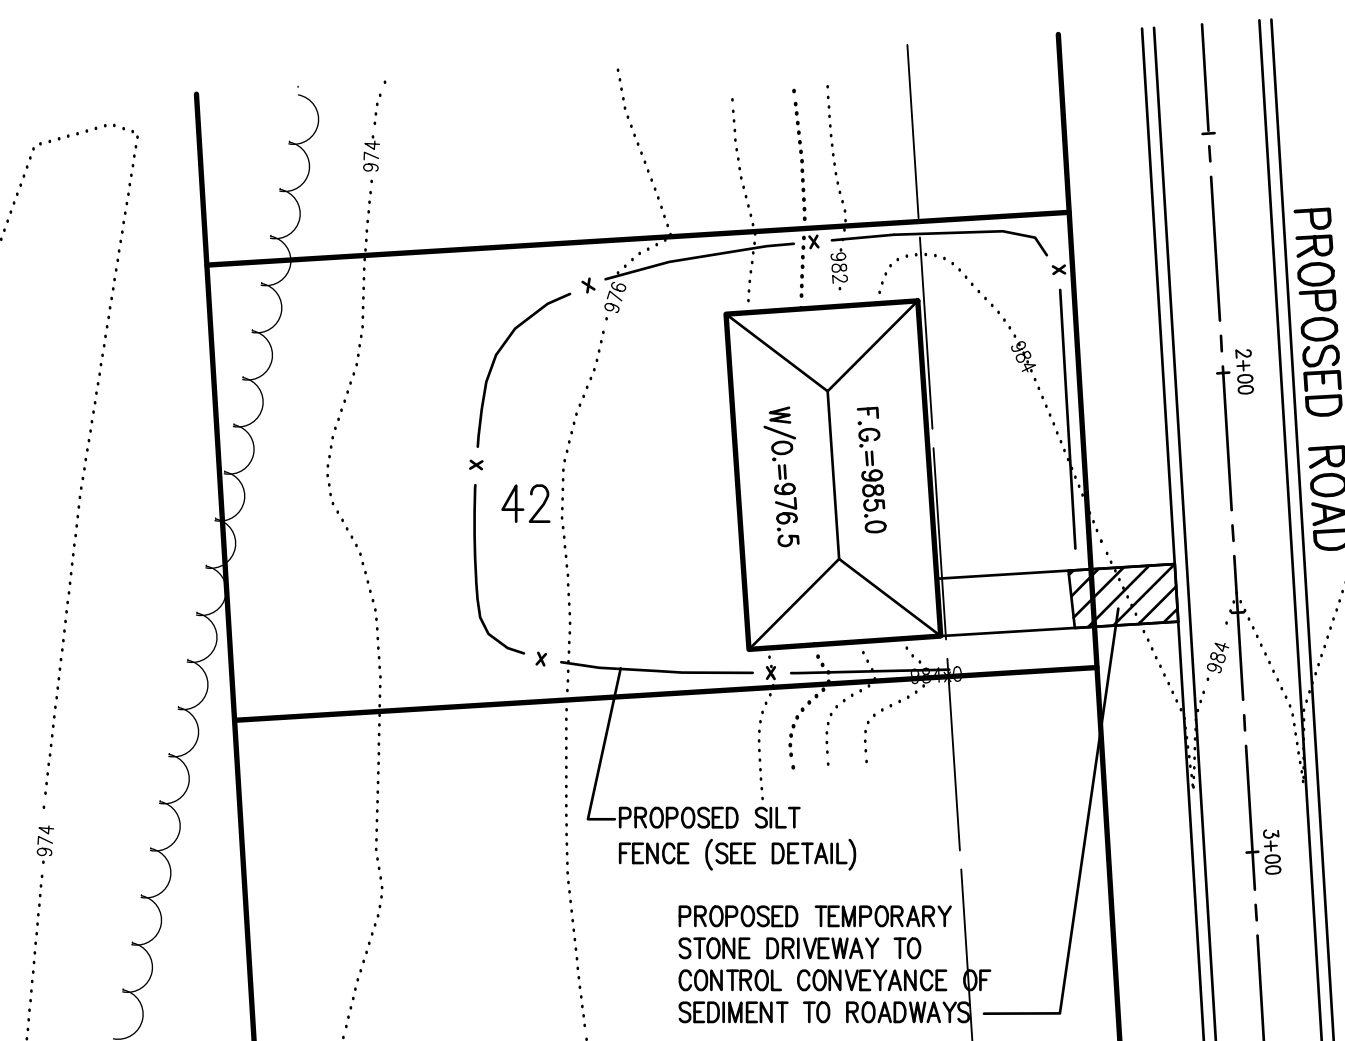 974
982
976
984
PROPOSED ROAD
2+00
F.G.=985.0
W/O.=976.5
42
984
984x0
974
3+00
PROPOSED SILT
FENCE (SEE DETAIL)
PROPOSED TEMPORARY
STONE DRIVEWAY TO
CONTROL CONVEYANCE OF
SEDIMENT TO ROADWAYS